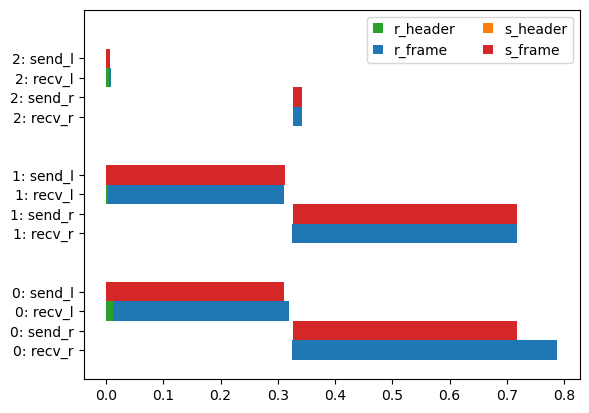 r_header s_header
r_frame s_frame
2: send_l
2: recv_l
2: send_r
2: recv_r
1: send_l
1: recv_l
1: send_r
1: recv_r
0: send_l
0: recv_l
0: send_r
0: recv_r
0.0 0.1 0.2 0.3 0.4 0.5 0.6 0.7 0.8